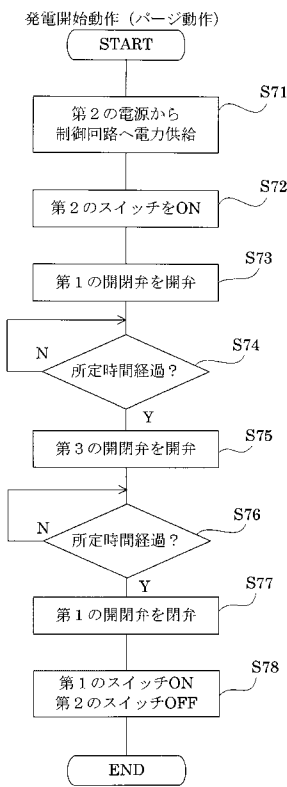 発電開始動作（パージ動作）
START
S71
第２の電源から
制御回路へ電力供給
S72
第２のスイッチをON
S73
第１の開閉弁を開弁
S74
N
所定時間経過？
Y
S75
第３の開閉弁を開弁
S76
N
所定時間経過？
Y
S77
第１の開閉弁を閉弁
S78
第１のスイッチON
第２のスイッチOFF
END